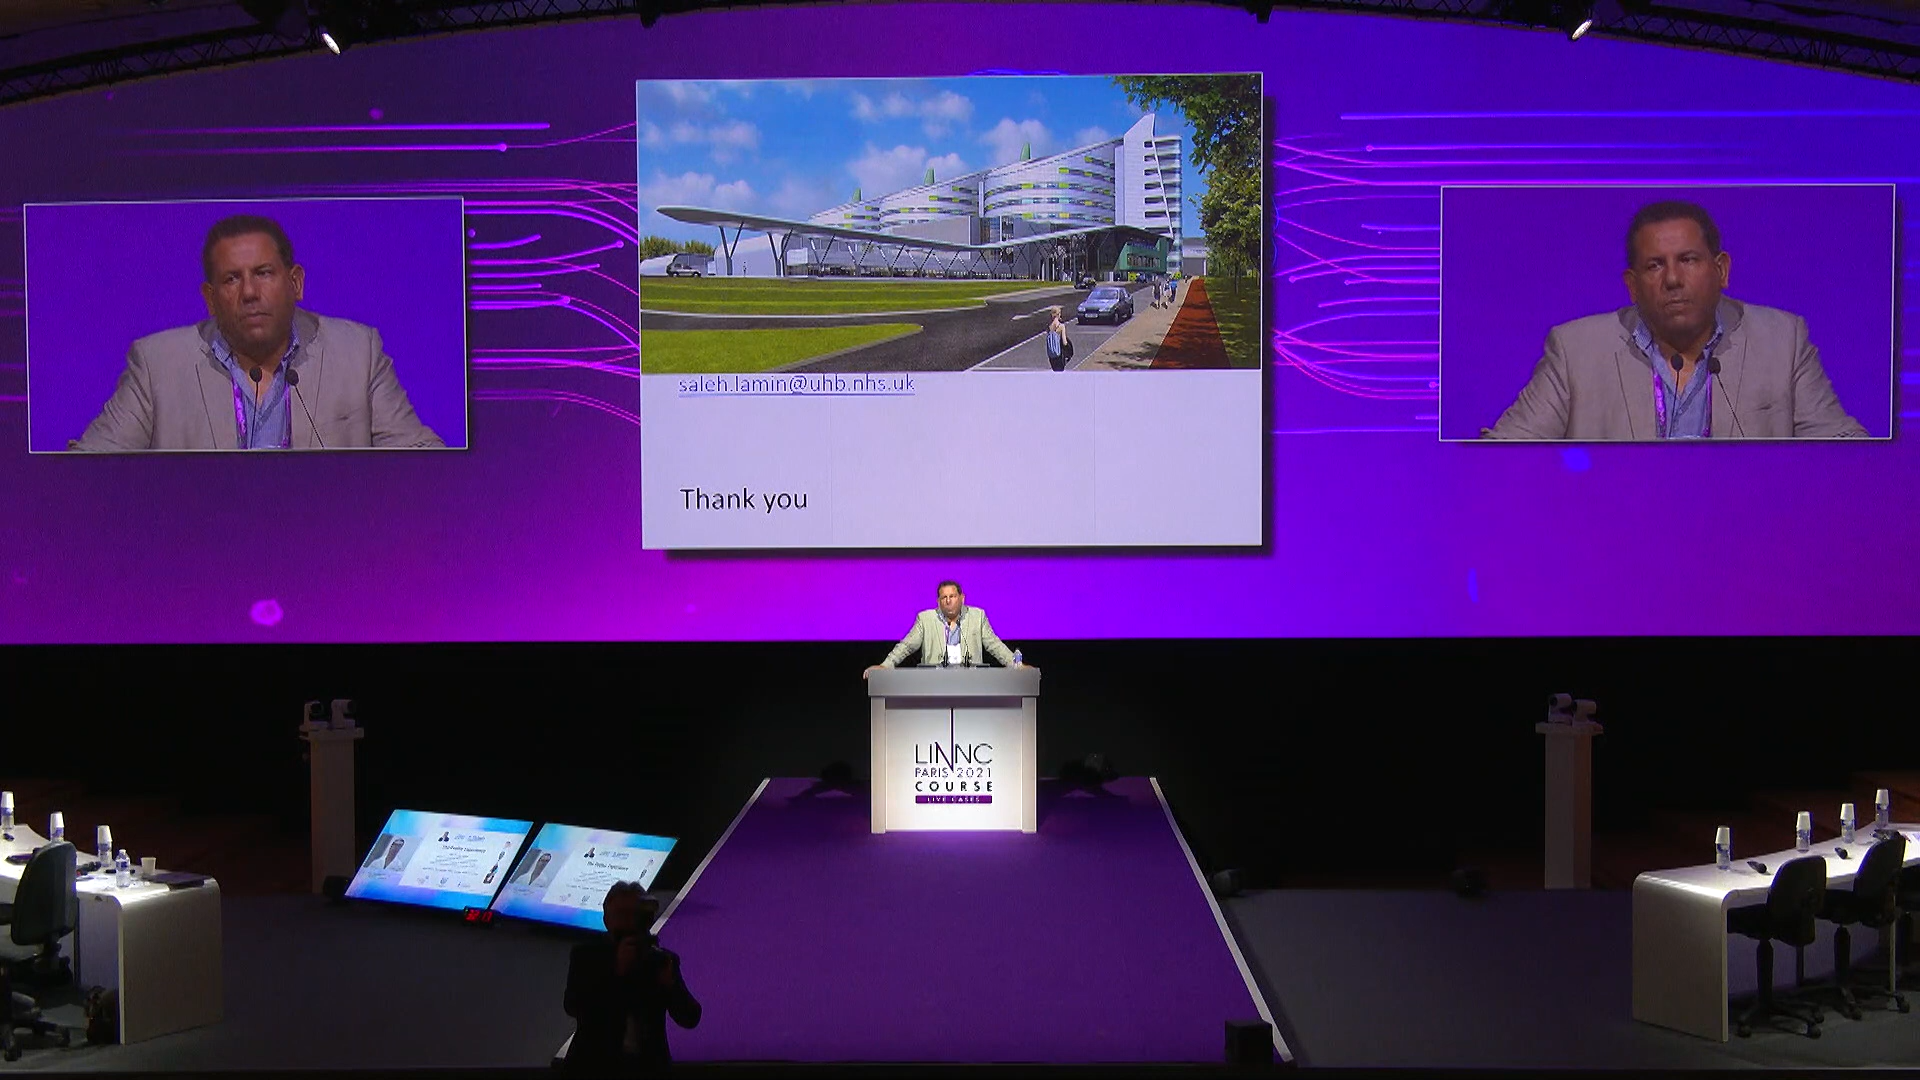 saleh.lamin@uhb.nhs.uk
Thank you
LINNC
PARIS 2021
COURSE
LIVE CASES